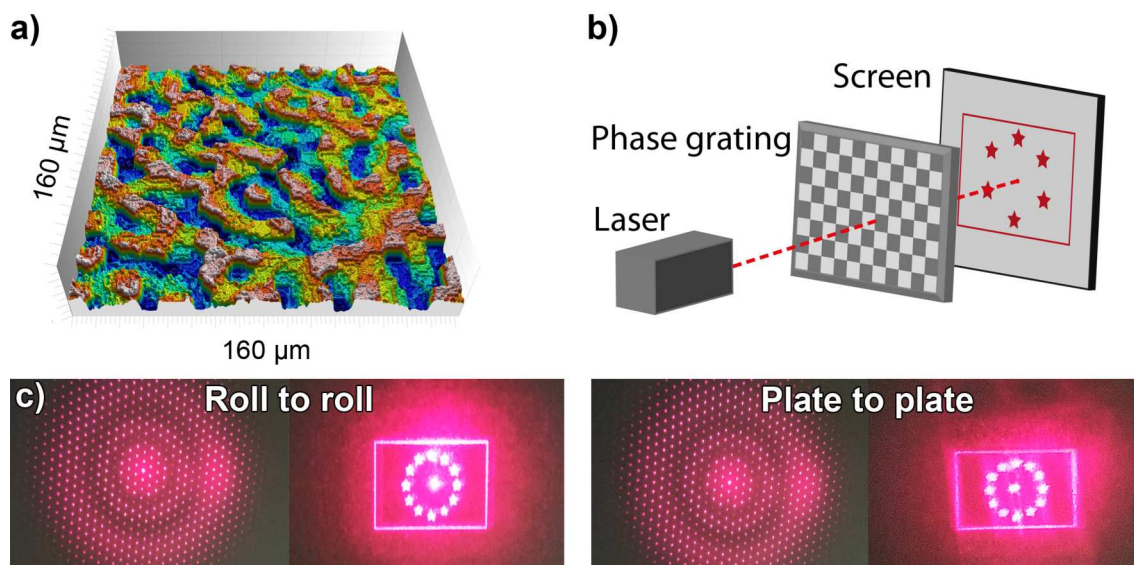 a)
160 µm
160 µm
b)
Screen
Phase grating
Laser
c)
Roll to roll
Plate to plate